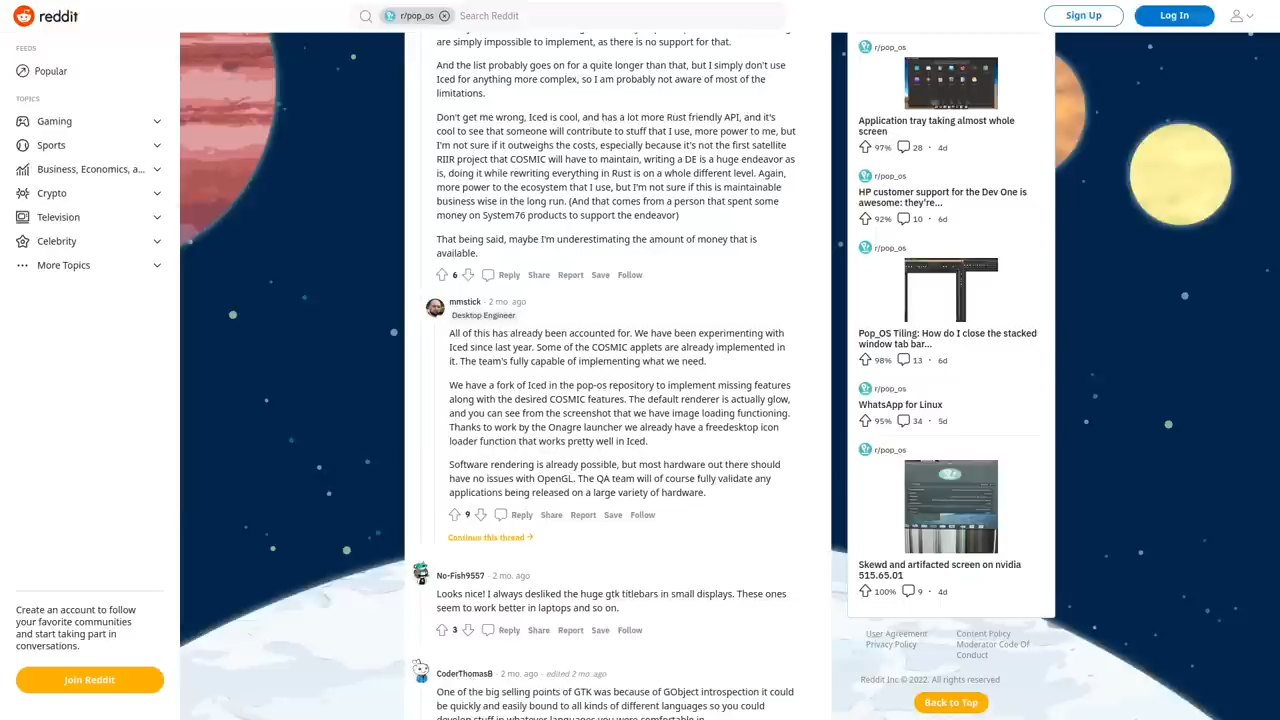 reddit
r/pop_os
Search Reddit
Sign Up
Log In
FEEDS
Popular
TOPICS
Gaming
Sports
Business, Economics, a...
Crypto
Television
Celebrity
More Topics
Create an account to follow
your favorite communities
and start taking part in
conversations.
Join Reddit
are simply impossible to implement, as there is no support for that.
And the list probably goes on for a quite longer than that, but I simply don't use
Iced for anything more complex, so I am probably not aware of most of the
limitations.
Don't get me wrong, Iced is cool, and has a lot more Rust friendly API, and it's
cool to see that someone will contribute to stuff that I use, more power to me, but
I'm not sure if it outweighs the costs, especially because it's not the first satellite
RIIR project that COSMIC will have to maintain, writing a DE is a huge endeavor as
is, doing it while rewriting everything in Rust is on a whole different level. Again,
more power to the ecosystem that I use, but I'm not sure if this is maintainable
business wise in the long run. (And that comes from a person that spent some
money on System76 products to support the endeavor)
That being said, maybe I'm underestimating the amount of money that is
available.
6 Reply Share Report Save Follow
mmstick · 2 mo. ago
Desktop Engineer
All of this has already been accounted for. We have been experimenting with
Iced since last year. Some of the COSMIC applets are already implemented in
it. The team's fully capable of implementing what we need.
We have a fork of Iced in the pop-os repository to implement missing features
along with the desired COSMIC features. The default renderer is actually glow,
and you can see from the screenshot that we have image loading functioning.
Thanks to work by the Onagre launcher we already have a freedesktop icon
loader function that works pretty well in Iced.
Software rendering is already possible, but most hardware out there should
have no issues with OpenGL. The QA team will of course fully validate any
applications being released on a large variety of hardware.
9 Reply Share Report Save Follow
Continue this thread →
No-Fish9557 · 2 mo. ago
Looks nice! I always desliked the huge gtk titlebars in small displays. These ones
seem to work better in laptops and so on.
3 Reply Share Report Save Follow
CoderThomasB · 2 mo. ago · edited 2 mo. ago
One of the big selling points of GTK was because of GObject introspection it could
be quickly and easily bound to all kinds of different languages so you could
develop stuff in whatever languages you were comfortable in.
r/pop_os
Application tray taking almost whole
screen
97% 28 · 4d
r/pop_os
HP customer support for the Dev One is
awesome: they're...
92% 10 · 6d
r/pop_os
Pop_OS Tiling: How do I close the stacked
window tab bar...
98% 13 · 6d
r/pop_os
WhatsApp for Linux
95% 34 · 5d
r/pop_os
Skewd and artifacted screen on nvidia
515.65.01
100% 9 · 4d
User Agreement
Privacy Policy
Content Policy
Moderator Code Of
Conduct
Reddit Inc © 2022. All rights reserved
Back to Top